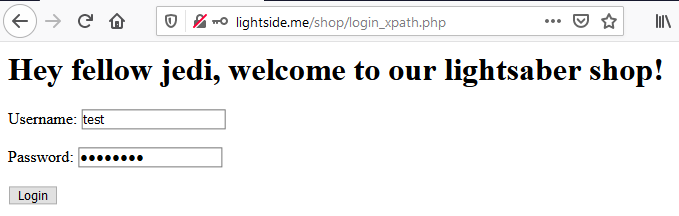 lightside.me/shop/login_xpath.php
Hey fellow jedi, welcome to our lightsaber shop!
Username: test
Password: ●●●●●●●●
Login